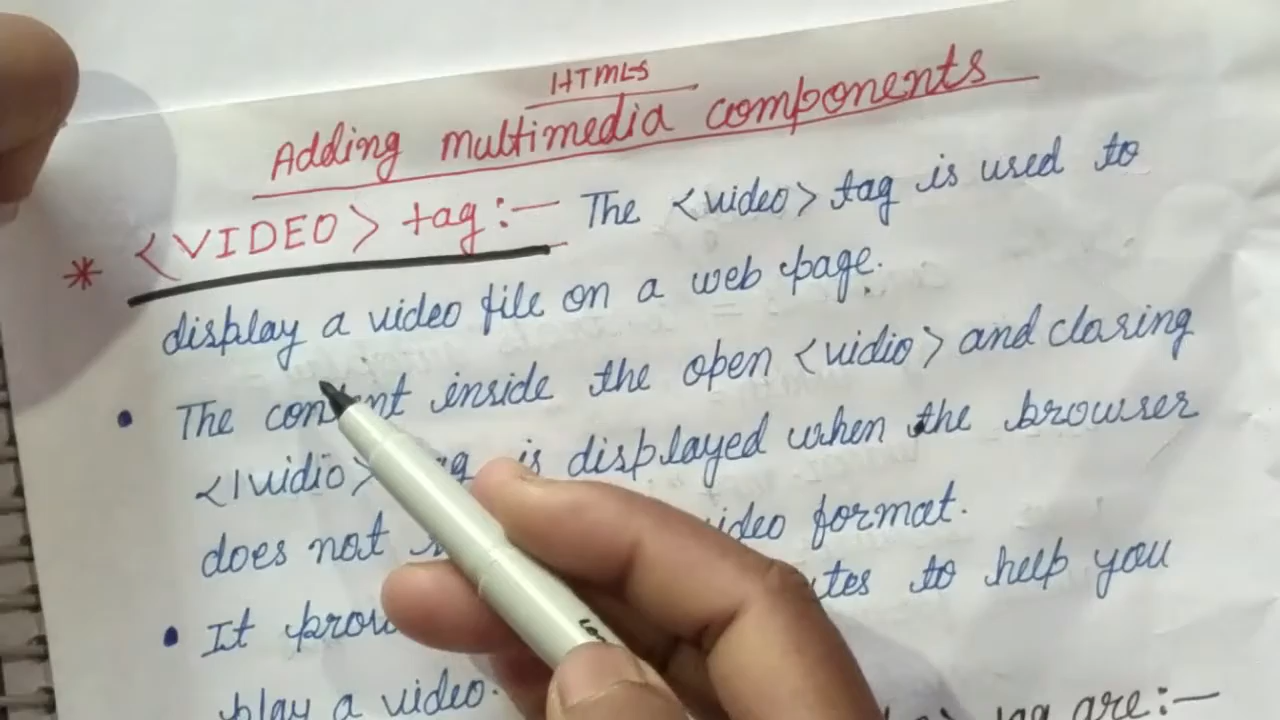 HTML5
Adding multimedia components
* <VIDEO> tag:— The <video> tag is used to
display a video file on a web page.
• The content inside the open <vidio> and closing
</vidio> tag is displayed when the browser
does not video format.
• It to help you
play a video.
tag are:—